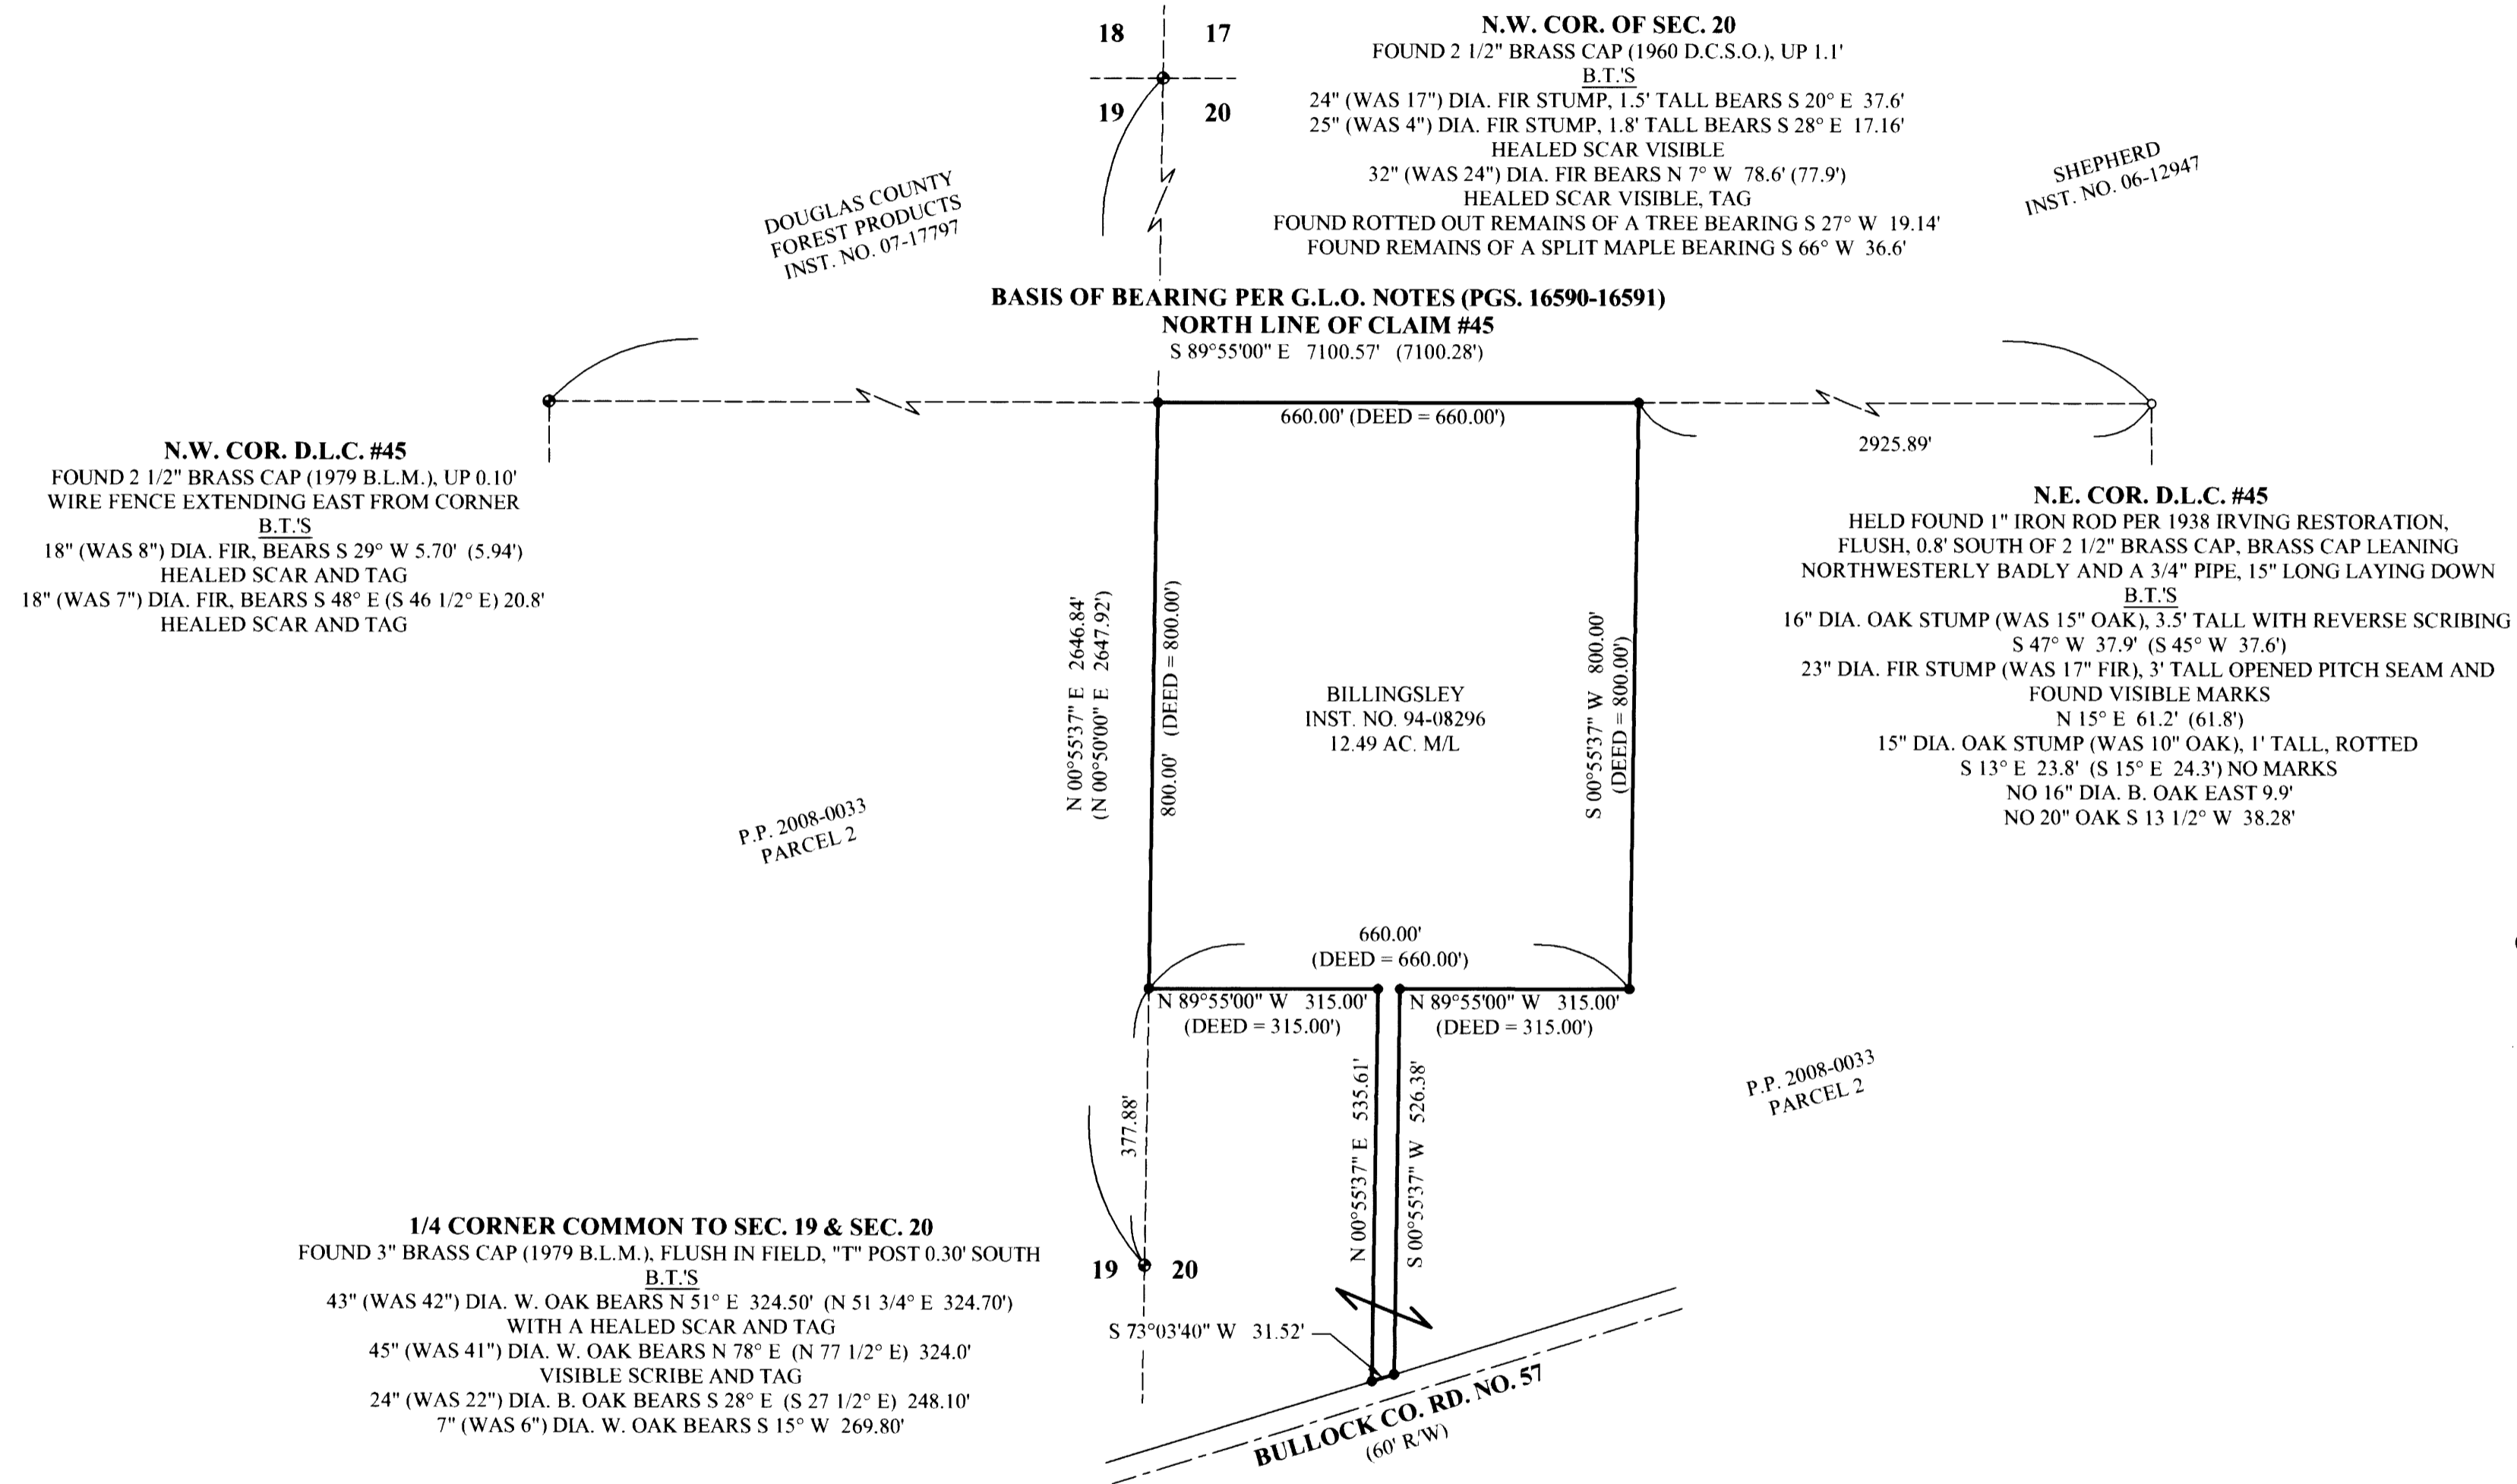 18 17
19 20
N.W. COR. OF SEC. 20
FOUND 2 1/2" BRASS CAP (1960 D.C.S.O.), UP 1.1'
B.T.'S
24" (WAS 17") DIA. FIR STUMP, 1.5' TALL BEARS S 20° E 37.6'
25" (WAS 4") DIA. FIR STUMP, 1.8' TALL BEARS S 28° E 17.16'
HEALED SCAR VISIBLE
32" (WAS 24") DIA. FIR BEARS N 7° W 78.6' (77.9')
HEALED SCAR VISIBLE, TAG
FOUND ROTTED OUT REMAINS OF A TREE BEARING S 27° W 19.14'
FOUND REMAINS OF A SPLIT MAPLE BEARING S 66° W 36.6'
DOUGLAS COUNTY
FOREST PRODUCTS
INST. NO. 07-17797
SHEPHERD
INST. NO. 06-12947
BASIS OF BEARING PER G.L.O. NOTES (PGS. 16590-16591)
NORTH LINE OF CLAIM #45
S 89°55'00" E 7100.57' (7100.28')
660.00' (DEED = 660.00')
2925.89'
N.W. COR. D.L.C. #45
FOUND 2 1/2" BRASS CAP (1979 B.L.M.), UP 0.10'
WIRE FENCE EXTENDING EAST FROM CORNER
B.T.'S
18" (WAS 8") DIA. FIR, BEARS S 29° W 5.70' (5.94')
HEALED SCAR AND TAG
18" (WAS 7") DIA. FIR, BEARS S 48° E (S 46 1/2° E) 20.8'
HEALED SCAR AND TAG
N.E. COR. D.L.C. #45
HELD FOUND 1" IRON ROD PER 1938 IRVING RESTORATION,
FLUSH, 0.8' SOUTH OF 2 1/2" BRASS CAP, BRASS CAP LEANING
NORTHWESTERLY BADLY AND A 3/4" PIPE, 15" LONG LAYING DOWN
B.T.'S
16" DIA. OAK STUMP (WAS 15" OAK), 3.5' TALL WITH REVERSE SCRIBING
S 47° W 37.9' (S 45° W 37.6')
23" DIA. FIR STUMP (WAS 17" FIR), 3' TALL OPENED PITCH SEAM AND
FOUND VISIBLE MARKS
N 15° E 61.2' (61.8')
15" DIA. OAK STUMP (WAS 10" OAK), 1' TALL, ROTTED
S 13° E 23.8' (S 15° E 24.3') NO MARKS
NO 16" DIA. B. OAK EAST 9.9'
NO 20" OAK S 13 1/2° W 38.28'
N 00°55'37" E 2646.84'
(N 00°50'00" E 2647.92')
800.00' (DEED = 800.00')
BILLINGSLEY
INST. NO. 94-08296
12.49 AC. M/L
S 00°55'37" W 800.00'
(DEED = 800.00')
P.P. 2008-0033
PARCEL 2
660.00'
(DEED = 660.00')
N 89°55'00" W 315.00'
(DEED = 315.00')
N 89°55'00" W 315.00'
(DEED = 315.00')
377.88'
N 00°55'37" E 535.61'
S 00°55'37" W 526.38'
P.P. 2008-0033
PARCEL 2
1/4 CORNER COMMON TO SEC. 19 & SEC. 20
FOUND 3" BRASS CAP (1979 B.L.M.), FLUSH IN FIELD, "T" POST 0.30' SOUTH
B.T.'S
43" (WAS 42") DIA. W. OAK BEARS N 51° E 324.50' (N 51 3/4° E 324.70')
WITH A HEALED SCAR AND TAG
45" (WAS 41") DIA. W. OAK BEARS N 78° E (N 77 1/2° E) 324.0'
VISIBLE SCRIBE AND TAG
24" (WAS 22") DIA. B. OAK BEARS S 28° E (S 27 1/2° E) 248.10'
7" (WAS 6") DIA. W. OAK BEARS S 15° W 269.80'
19 20
S 73°03'40" W 31.52'
BULLOCK CO. RD. NO. 57
(60' R/W)